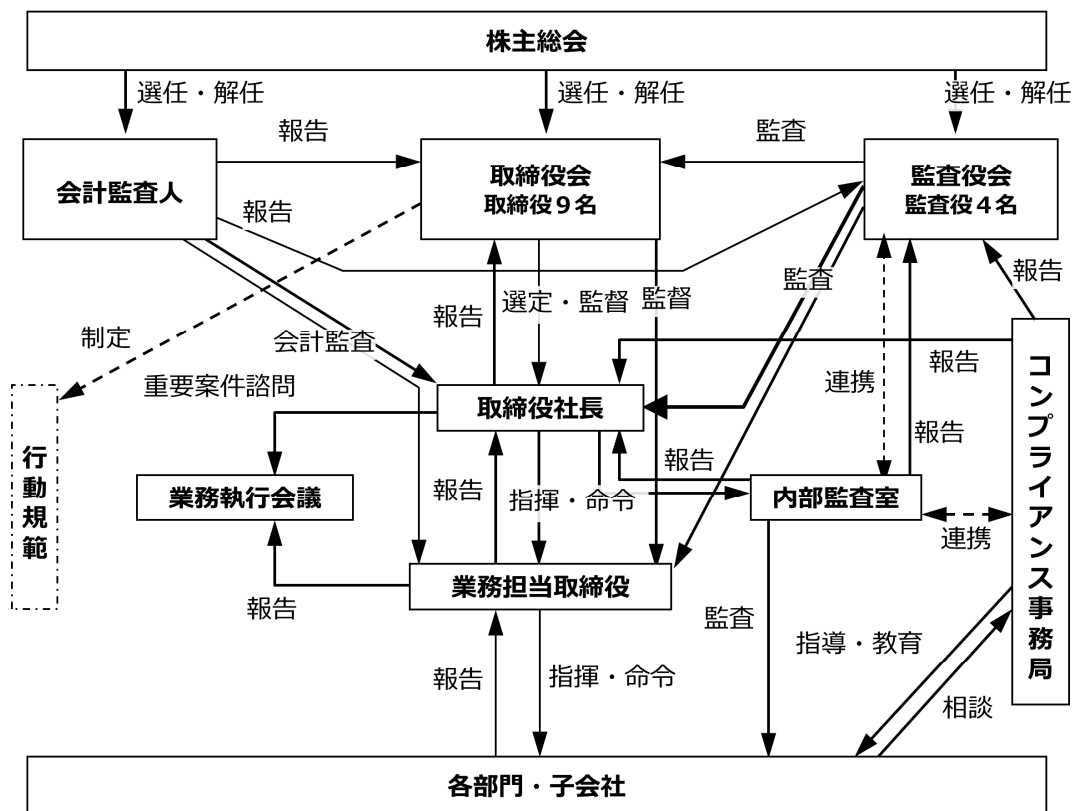 株主総会
選任・解任
選任・解任
選任・解任
報告
監査
会計監査人
取締役会
取締役９名
監査役会
監査役４名
報告
報告
監査
選定・監督
監督
報告
制定
会計監査
報告
連携
重要案件諮問
取締役社長
コンプライアンス事務局
行動規範
報告
報告
報告
指揮・命令
業務執行会議
内部監査室
連携
業務担当取締役
報告
監査
指導・教育
報告
指揮・命令
相談
各部門・子会社